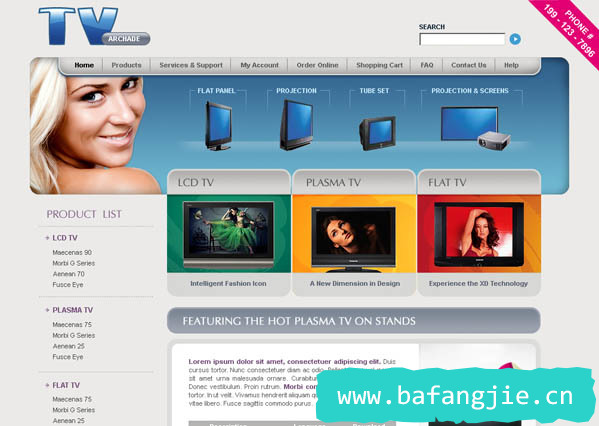 TV
ARCHADE
SEARCH
PHONE #
199 - 123 - 7896
Home Products Services & Support My Account Order Online Shopping Cart FAQ Contact Us Help
FLAT PANEL PROJECTION TUBE SET PROJECTION & SCREENS
LCD TV PLASMA TV FLAT TV
Intelligent Fashion Icon A New Dimension in Design Experience the XD Technology
PRODUCT LIST
LCD TV
Maecenas 90
Morbi G Series
Aenean 70
Fusce Eye
PLASMA TV
Maecenas 75
Morbi G Series
Aenean 25
Fusce Eye
FLAT TV
Maecenas 75
Morbi G Series
Aenean 25
FEATURING THE HOT PLASMA TV ON STANDS
Lorem ipsum dolor sit amet, consectetuer adipiscing elit. Duis
cursus tortor. Nunc consectetuer diam ac odio.
sit amet urna malesuada ornare. Curabitur
Donec vestibulum. Proin rutrum. Morbi con
tortor. In ut velit. Vivamus hendrerit aliquam
vitae libero. Fusce sagittis commodo purus
www.bafangjie.cn